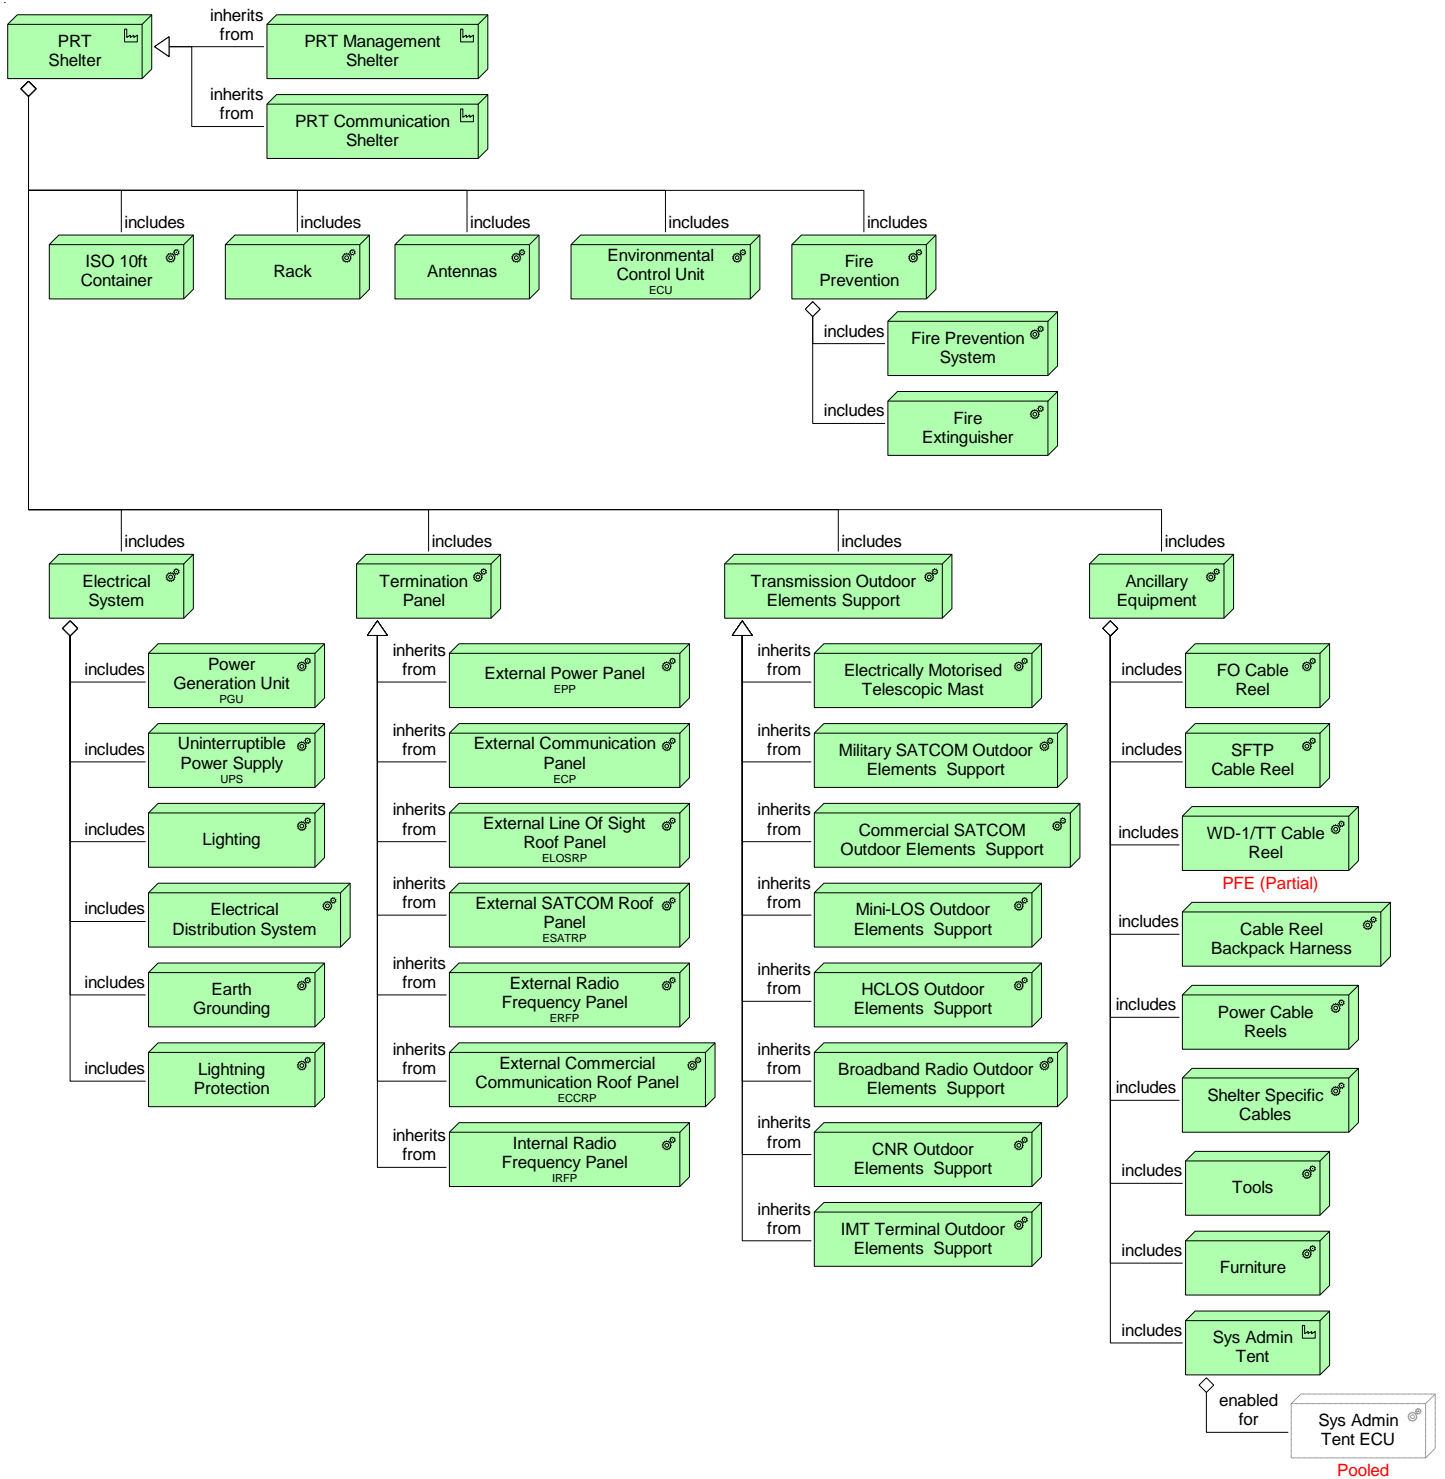 PRT
Shelter
inherits
from
PRT Management
Shelter
inherits
from
PRT Communication
Shelter
includes
includes
includes
includes
includes
ISO 10ft
Container
Rack
Antennas
Environmental
Control Unit
ECU
Fire
Prevention
includes
Fire Prevention
System
includes
Fire
Extinguisher
includes
includes
includes
includes
Electrical
System
Termination
Panel
Transmission Outdoor
Elements Support
Ancillary
Equipment
includes
Power
Generation Unit
PGU
includes
Uninterruptible
Power Supply
UPS
includes
Lighting
includes
Electrical
Distribution System
includes
Earth
Grounding
includes
Lightning
Protection
inherits
from
External Power Panel
EPP
inherits
from
External Communication
Panel
ECP
inherits
from
External Line Of Sight
Roof Panel
ELOSRP
inherits
from
External SATCOM Roof
Panel
ESATRP
inherits
from
External Radio
Frequency Panel
ERFP
inherits
from
External Commercial
Communication Roof Panel
ECCRP
inherits
from
Internal Radio
Frequency Panel
IRFP
inherits
from
Electrically Motorised
Telescopic Mast
inherits
from
Military SATCOM Outdoor
Elements Support
inherits
from
Commercial SATCOM
Outdoor Elements Support
inherits
from
Mini-LOS Outdoor
Elements Support
inherits
from
HCLOS Outdoor
Elements Support
inherits
from
Broadband Radio Outdoor
Elements Support
inherits
from
CNR Outdoor
Elements Support
inherits
from
IMT Terminal Outdoor
Elements Support
includes
FO Cable
Reel
includes
SFTP
Cable Reel
includes
WD-1/TT Cable
Reel
PFE (Partial)
includes
Cable Reel
Backpack Harness
includes
Power Cable
Reels
includes
Shelter Specific
Cables
includes
Tools
includes
Furniture
includes
Sys Admin
Tent
enabled
for
Sys Admin
Tent ECU
Pooled